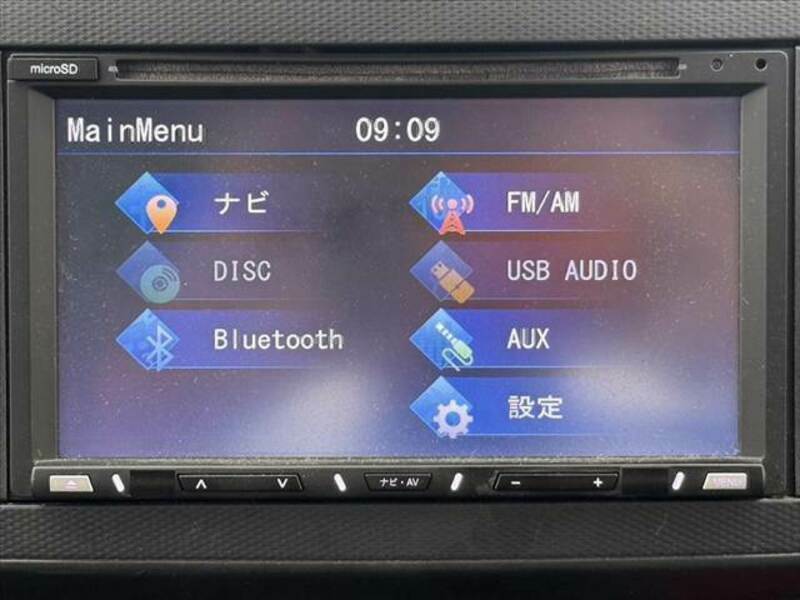 microSD
MainMenu 09:09
ナビ FM/AM
DISC USB AUDIO
Bluetooth AUX
設定
ナビ・AV
− +
MENU